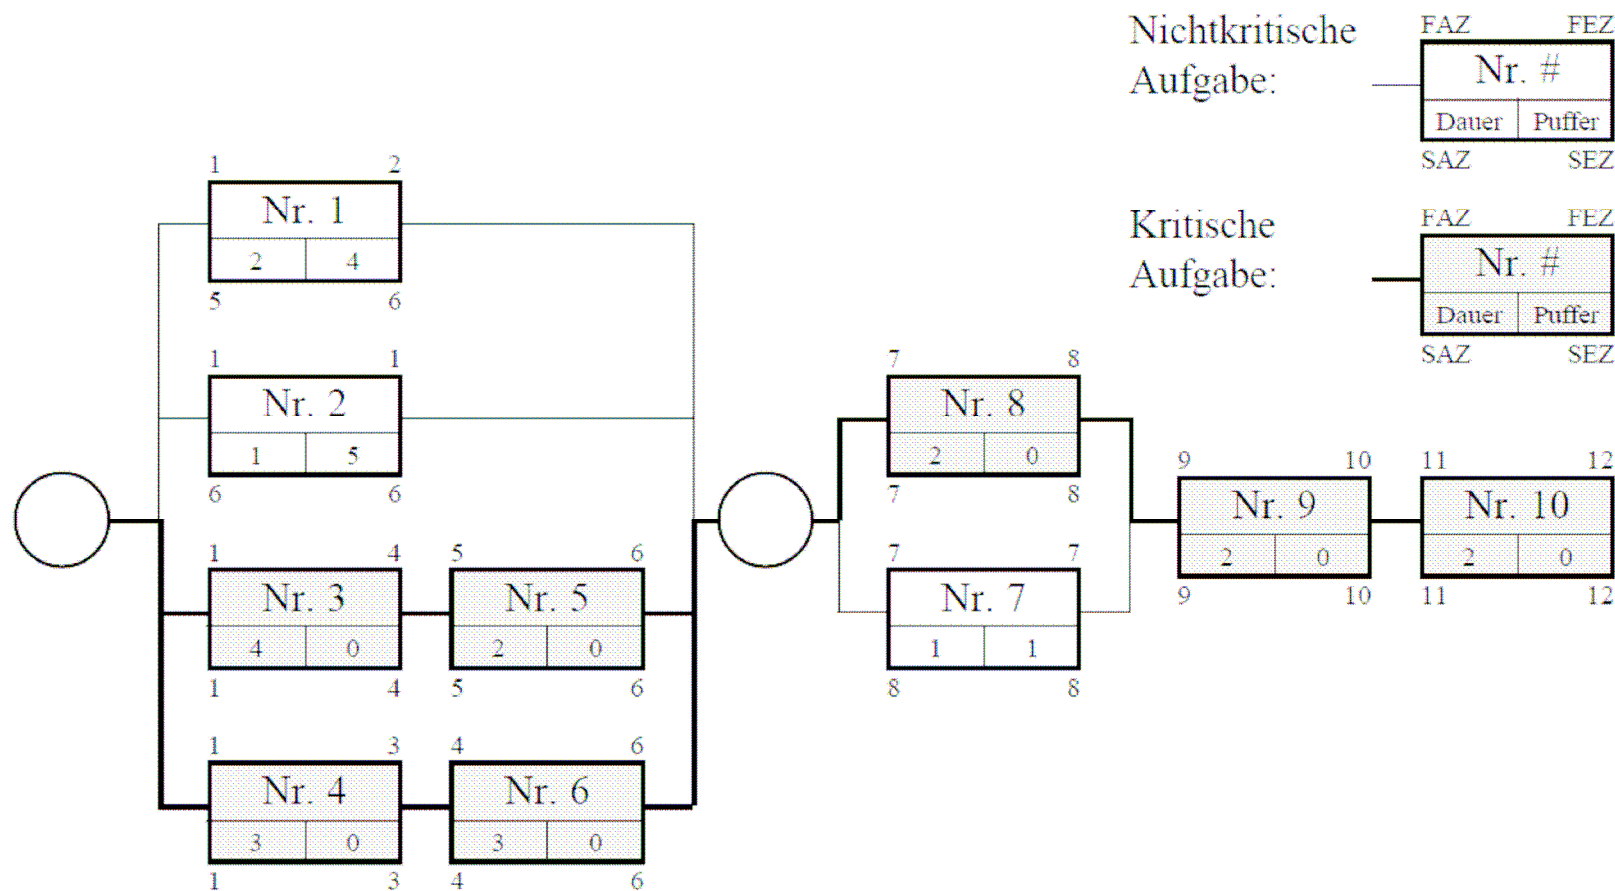 Nichtkritische
Aufgabe:
FAZ FEZ
Nr. #
Dauer Puffer
SAZ SEZ
Kritische
Aufgabe:
FAZ FEZ
Nr. #
Dauer Puffer
SAZ SEZ
1 2
Nr. 1
2 4
5 6
1 1
Nr. 2
1 5
6 6
1 4
Nr. 3
4 0
1 4
5 6
Nr. 5
2 0
5 6
1 3
Nr. 4
3 0
1 3
4 6
Nr. 6
3 0
4 6
7 8
Nr. 8
2 0
7 8
7 7
Nr. 7
1 1
8 8
9 10
Nr. 9
2 0
9 10
11 12
Nr. 10
2 0
11 12